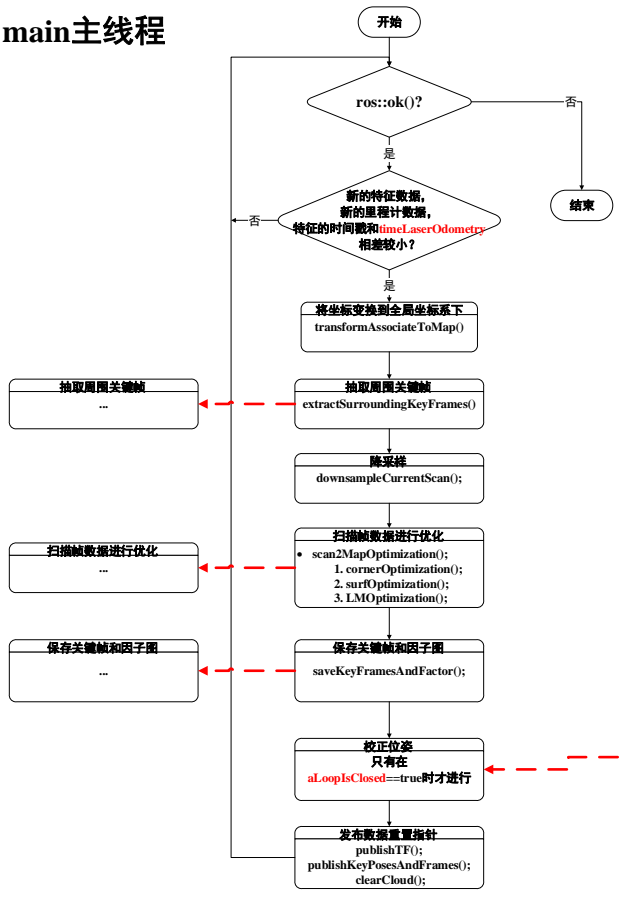 main主线程
开始
ros::ok()?
否
是
结束
新的特征数据，
新的里程计数据，
特征的时间戳和timeLaserOdometry
相差较小？
否
是
将坐标变换到全局坐标系下
transformAssociateToMap()
抽取周围关键帧
...
抽取周围关键帧
extractSurroundingKeyFrames()
降采样
downsampleCurrentScan();
扫描帧数据进行优化
...
扫描帧数据进行优化
• scan2MapOptimization();
1. cornerOptimization();
2. surfOptimization();
3. LMOptimization();
保存关键帧和因子图
...
保存关键帧和因子图
saveKeyFramesAndFactor();
校正位姿
只有在
aLoopIsClosed==true时才进行
发布数据重置指针
publishTF();
publishKeyPosesAndFrames();
clearCloud();